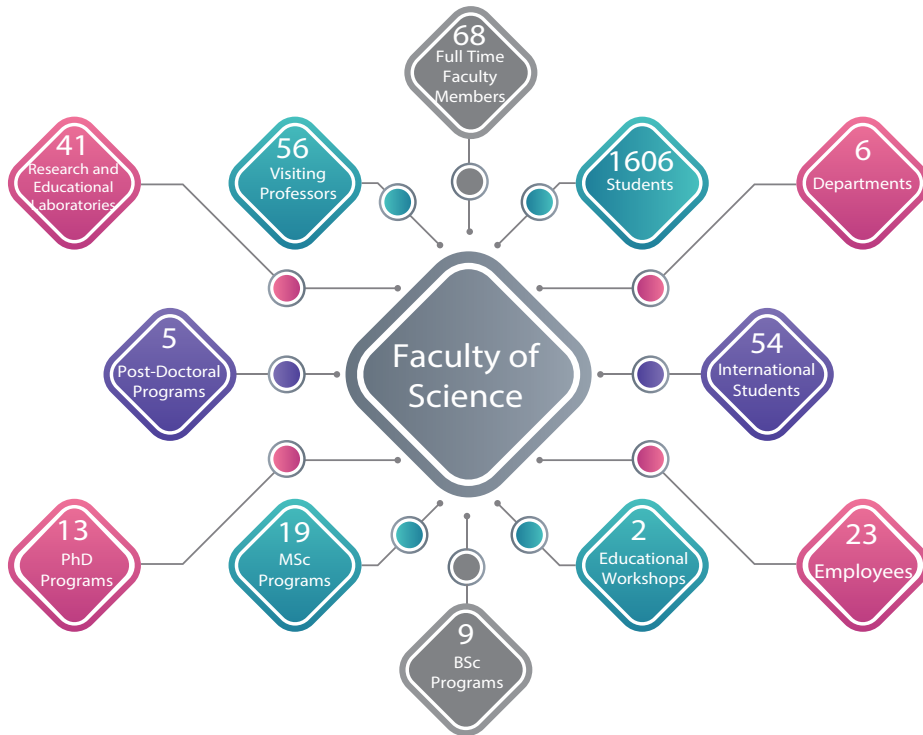 68
Full Time
Faculty
Members
41
Research and
Educational
Laboratories
56
Visiting
Professors
1606
Students
6
Departments
5
Post-Doctoral
Programs
Faculty of
Science
54
International
Students
13
PhD
Programs
19
MSc
Programs
2
Educational
Workshops
23
Employees
9
BSc
Programs